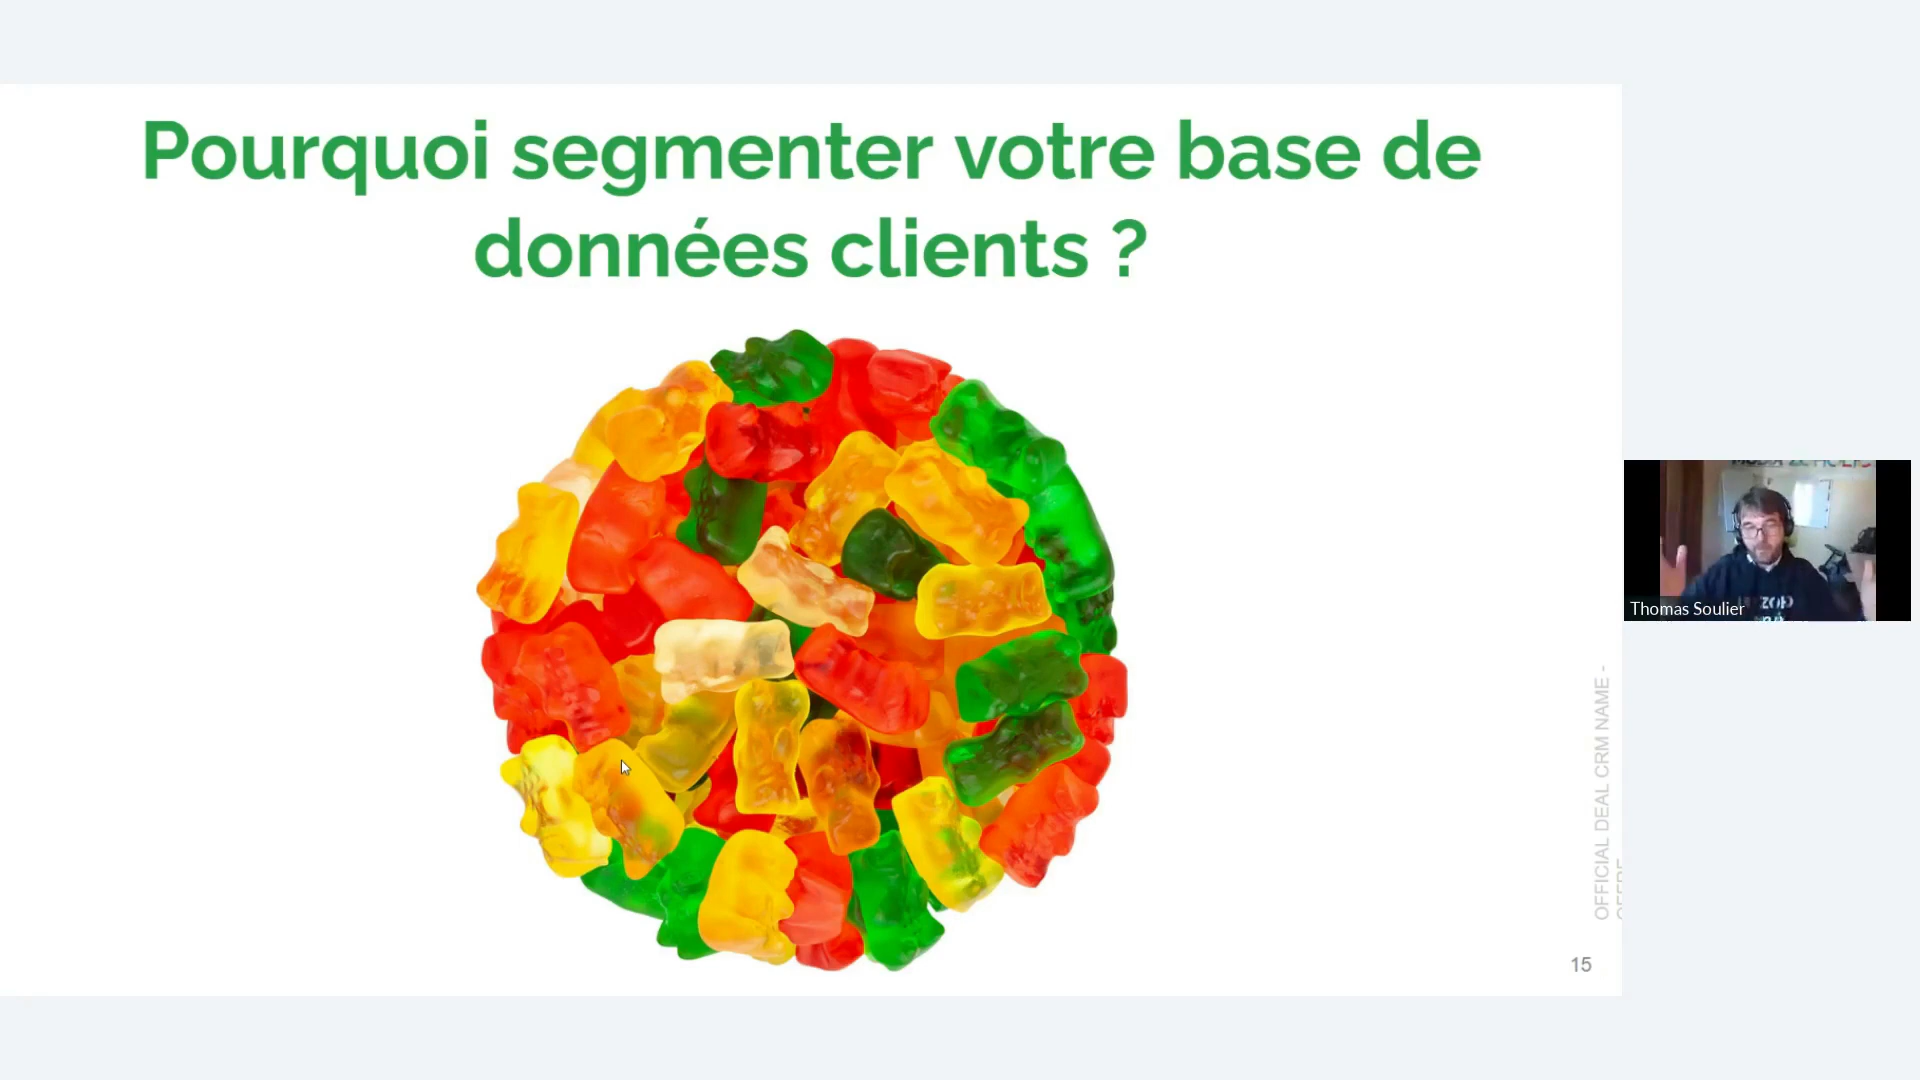 Pourquoi segmenter votre base de
données clients ?
Thomas Soulier
OFFICIAL DEAL CRM NAME -
15